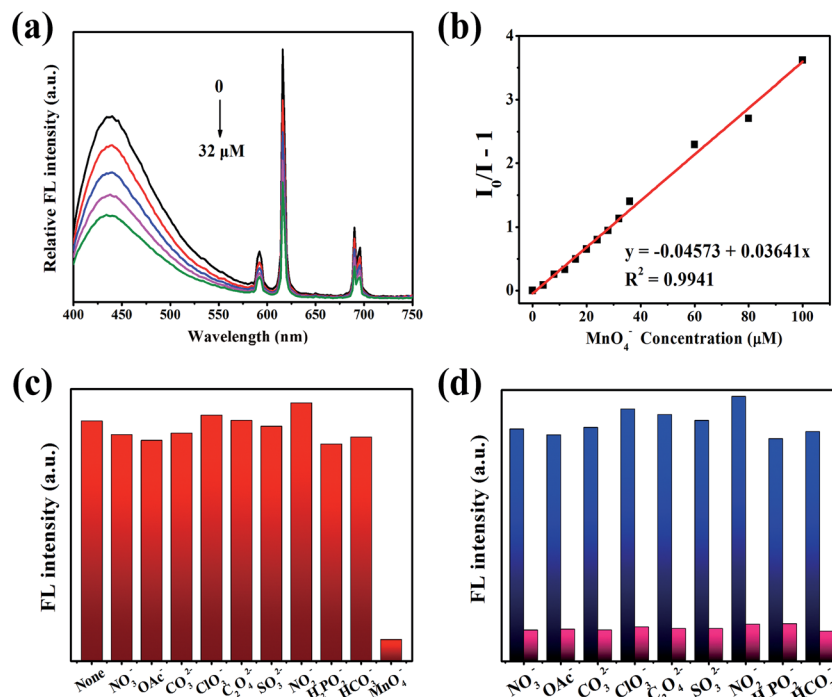 (a)
Relative FL intensity (a.u.)
0
32 μM
400 450 500 550 600 650 700 750
Wavelength (nm)
(b)
I₀/I - 1
4
3
2
1
0
y = -0.04573 + 0.03641x
R² = 0.9941
0 20 40 60 80 100
MnO₄⁻ Concentration (μM)
(c)
FL intensity (a.u.)
None NO₃⁻ OAc⁻ CO₃²⁻ ClO₃⁻ C₂O₄²⁻ SO₃²⁻ NO₂⁻ H₂PO₄⁻ HCO₃⁻ MnO₄⁻
(d)
FL intensity (a.u.)
NO₃⁻ OAc⁻ CO₃²⁻ C₂O₄²⁻ SO₃²⁻ NO₂⁻ HCO₃⁻